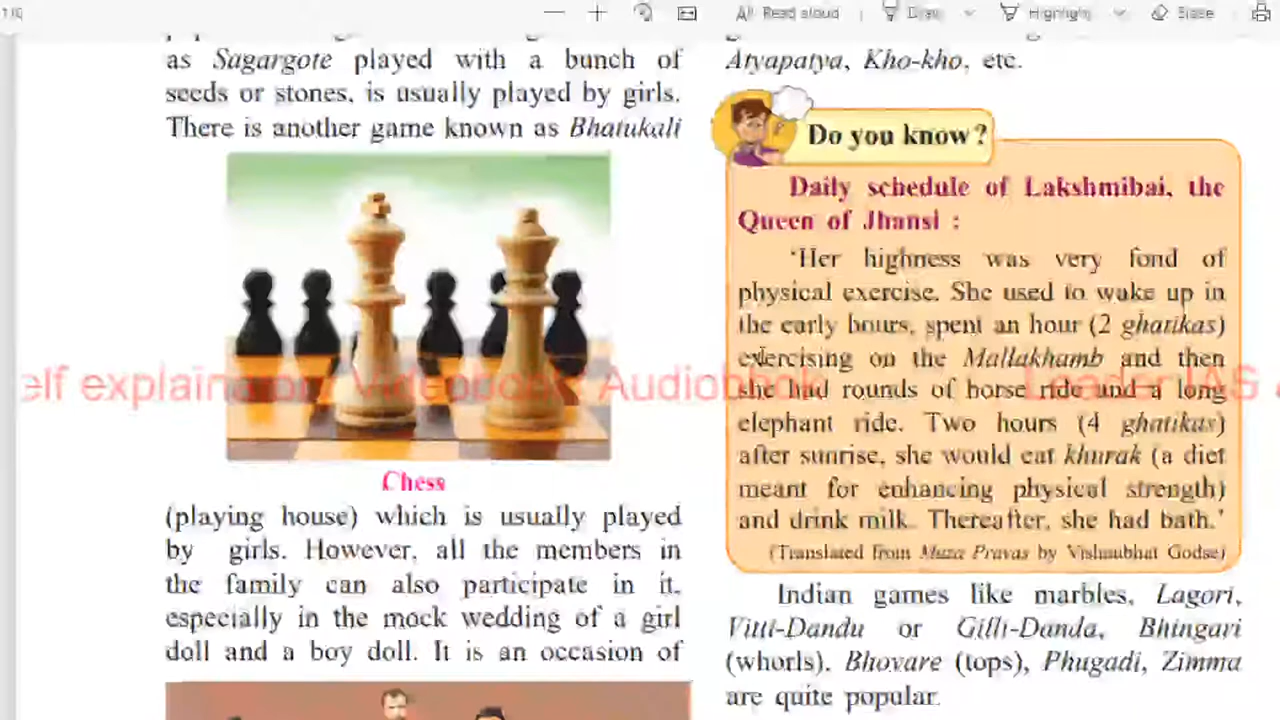 Read aloud
Draw
Highlight
Erase
as Sagargote played with a bunch of
seeds or stones, is usually played by girls.
There is another game known as Bhatukali
Chess
(playing house) which is usually played
by girls. However, all the members in
the family can also participate in it,
especially in the mock wedding of a girl
doll and a boy doll. It is an occasion of
Atyapatya, Kho-kho, etc.
Do you know?
Daily schedule of Lakshmibai, the
Queen of Jhansi :
'Her highness was very fond of
physical exercise. She used to wake up in
the early hours, spent an hour (2 ghatikas)
exercising on the Mallakhamb and then
she had rounds of horse ride and a long
elephant ride. Two hours (4 ghatikas)
after sunrise, she would eat khurak (a diet
meant for enhancing physical strength)
and drink milk. Thereafter, she had bath.'
(Translated from Maza Pravas by Vishnubhat Godse)
Indian games like marbles, Lagori,
Vitti-Dandu or Gilli-Danda, Bhingari
(whorls), Bhovare (tops), Phugadi, Zimma
are quite popular.
elf explanatory Videobook Audiobook Leader IAS